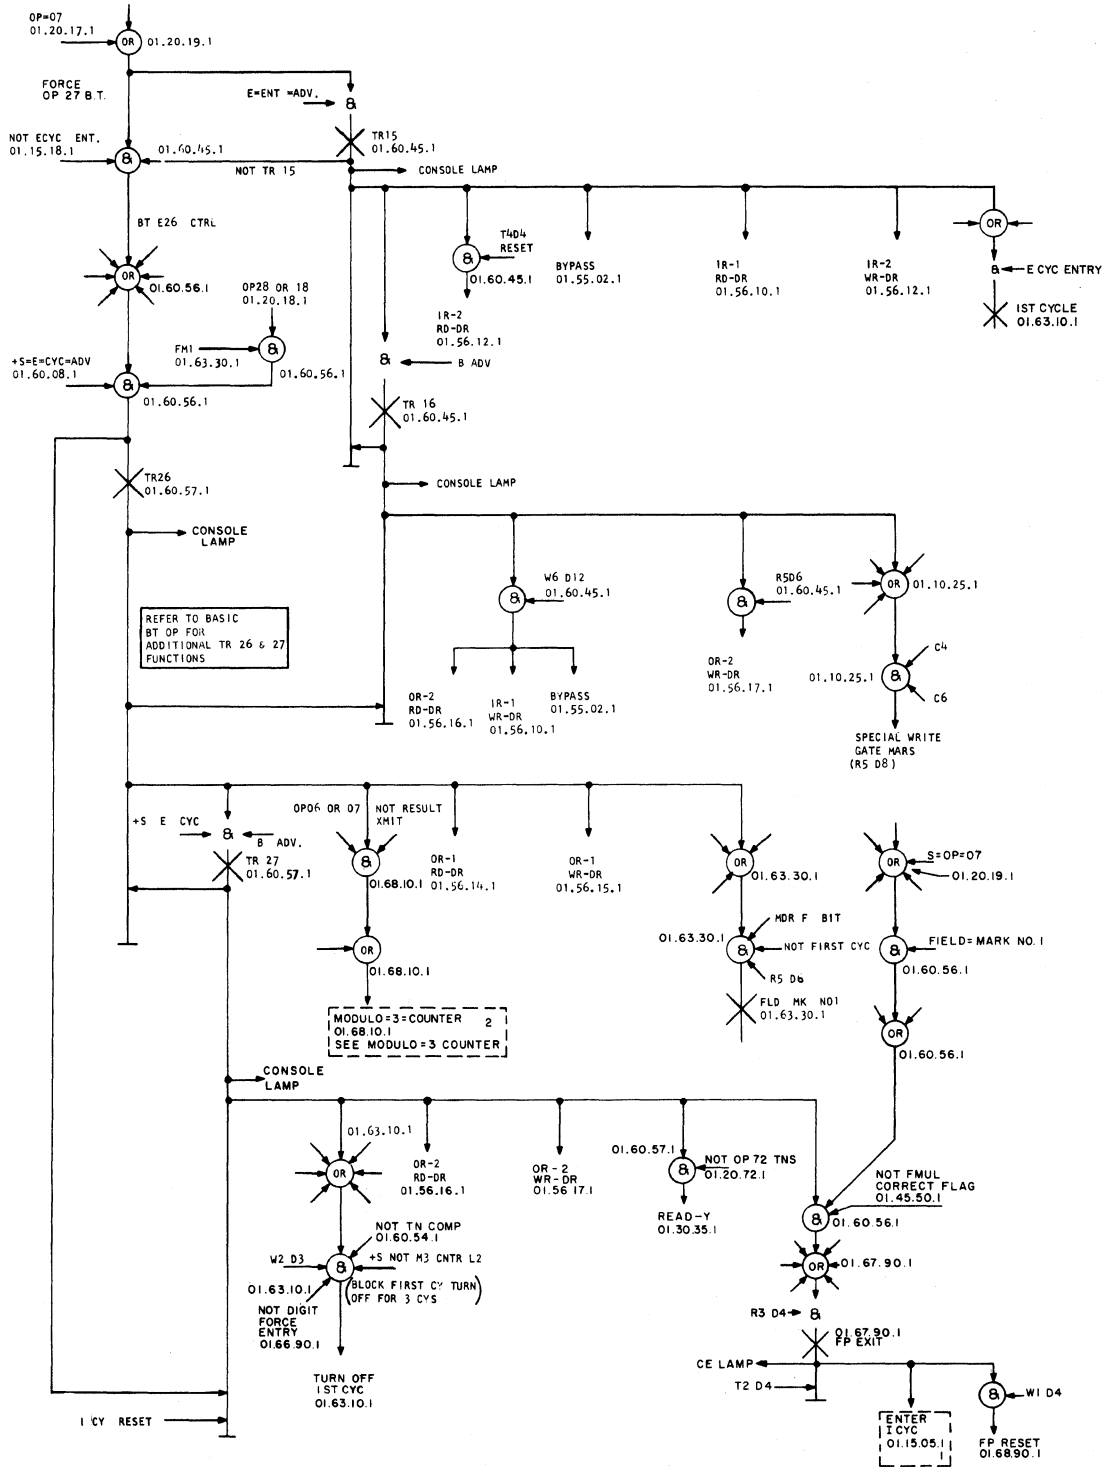 OP=07
01.20.17.1
OR
01.20.19.1
FORCE
OP 27 B.T.
E=ENT =ADV.
&
TR15
01.60.45.1
NOT ECYC ENT.
01.15.18.1
&
01.60.45.1
NOT TR 15
CONSOLE LAMP
BT E26 CTRL
OR
01.60.56.1
T4D4
RESET
&
01.60.45.1
IR-2
RD-DR
01.56.12.1
BYPASS
01.55.02.1
IR-1
RD-DR
01.56.10.1
IR-2
WR-DR
01.56.12.1
OR
&
E CYC ENTRY
1ST CYCLE
01.63.10.1
OP28 OR 18
01.20.18.1
FM1
01.63.30.1
&
01.60.56.1
+S=E=CYC=ADV
01.60.08.1
&
01.60.56.1
&
B ADV
TR 16
01.60.45.1
TR26
01.60.57.1
CONSOLE LAMP
CONSOLE
LAMP
W6 D12
01.60.45.1
&
R5D6
01.60.45.1
&
OR
01.10.25.1
REFER TO BASIC
BT OP FOR
ADDITIONAL TR 26 & 27
FUNCTIONS
OR-2
RD-DR
01.56.16.1
IR-1
WR-DR
01.56.10.1
BYPASS
01.55.02.1
OR-2
WR-DR
01.56.17.1
01.10.25.1
&
C4
C6
SPECIAL WRITE
GATE MARS
(R5 D8)
+S E CYC
&
B ADV.
TR 27
01.60.57.1
OP06 OR 07
NOT RESULT
XMIT
&
01.68.10.1
OR
01.68.10.1
OR-1
RD-DR
01.56.14.1
OR-1
WR-DR
01.56.15.1
OR
01.63.30.1
MDR F BIT
01.63.30.1
&
NOT FIRST CYC
R5 D6
FLD MK NO1
01.63.30.1
OR
S=OP=07
01.20.19.1
&
FIELD=MARK NO. 1
01.60.56.1
OR
01.60.56.1
MODULO=3=COUNTER 2
01.68.10.1
SEE MODULO=3 COUNTER
CONSOLE
LAMP
01.63.10.1
OR
OR-2
RD-DR
01.56.16.1
OR-2
WR-DR
01.56 17.1
01.60.57.1
&
NOT OP 72 TNS
01.20.72.1
READ-Y
01.30.35.1
NOT FMUL
CORRECT FLAG
01.45.50.1
&
01.60.56.1
OR
01.67.90.1
NOT TN COMP
01.60.54.1
W2 D3
&
+S NOT M3 CNTR L2
01.63.10.1
(BLOCK FIRST CY TURN
OFF FOR 3 CYS)
NOT DIGIT
FORCE
ENTRY
01.66.90.1
TURN OFF
1ST CYC
01.63.10.1
R3 D4
&
01.67.90.1
FP EXIT
CE LAMP
T2 D4
&
W1 D4
I CY RESET
ENTER
I CYC
01.15.05.1
FP RESET
01.68.90.1